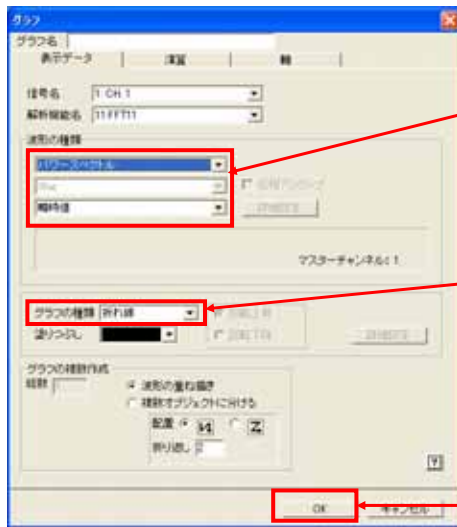 グラフ
グラフ名
表示データ 演算 軸
信号名 1 CH 1
解析機能名 11:FFT11
波形の種類
パワースペクトル
瞬時値
マスターチャンネル: 1
グラフの種類 折れ線
塗りつぶし
グラフの複数作成
総数
波形の重ね描き
複数オブジェクトに分ける
配置
折り返し 2
?
OK キャンセル